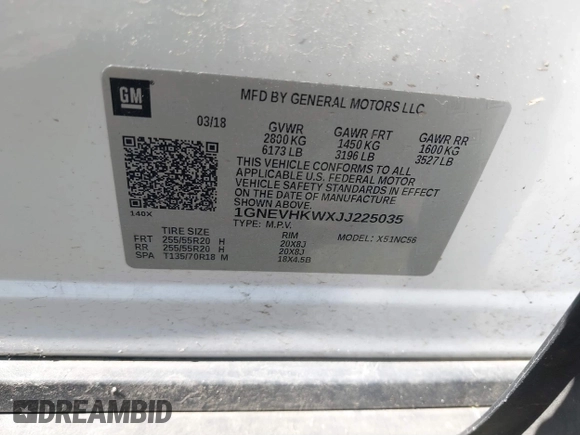 GM
MFD BY GENERAL MOTORS LLC
03/18 GVWR GAWR FRT GAWR RR
2800 KG 1450 KG 1600 KG
6173 LB 3196 LB 3527 LB
THIS VEHICLE CONFORMS TO ALL
APPLICABLE U.S. FEDERAL MOTOR
VEHICLE SAFETY STANDARDS IN EFFECT
ON THE DATE OF MANUFACTURE
SHOWN ABOVE.
140X
1GNEVHKWXJJ225035
TYPE: M.P.V. MODEL: X51NC56
TIRE SIZE RIM
FRT 255/55R20 H 20X8J
RR 255/55R20 H 20X8J
SPA T135/70R18 M 18X4.5B
DREAMBID